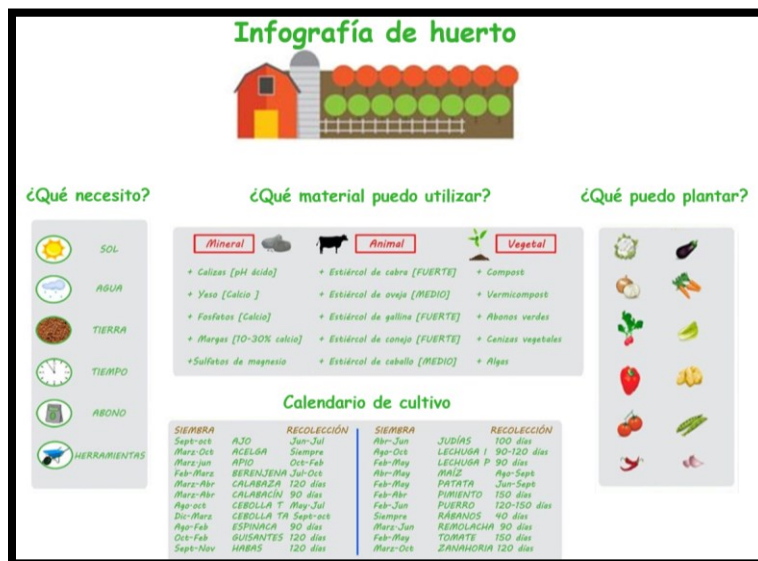 Infografía de huerto
¿Qué necesito?
SOL
AGUA
TIERRA
TIEMPO
ABONO
HERRAMIENTAS
¿Qué material puedo utilizar?
Mineral
+ Calizas [pH ácido]
+ Yeso [Calcio ]
+ Fosfatos [Calcio]
+ Margas [10-30% calcio]
+Sulfatos de magnesio
Animal
+ Estiércol de cabra [FUERTE]
+ Estiércol de oveja [MEDIO]
+ Estiércol de gallina [FUERTE]
+ Estiércol de conejo [FUERTE]
+ Estiércol de caballo [MEDIO]
Vegetal
+ Compost
+ Vermicompost
+ Abonos verdes
+ Cenizas vegetales
+ Algas
¿Qué puedo plantar?
Calendario de cultivo
SIEMBRA RECOLECCIÓN
Sept-oct AJO Jun-Jul
Marz-Oct ACELGA Siempre
Marz-jun APIO Oct-Feb
Feb-Marz BERENJENA Jul-Oct
Marz-Abr CALABAZA 120 días
Marz-Abr CALABACÍN 90 días
Ago-oct CEBOLLA T May-Jul
Dic-Marz CEBOLLA TA Sept-oct
Ago-Feb ESPINACA 90 días
Oct-Feb GUISANTES 120 días
Sept-Nov HABAS 120 días
SIEMBRA RECOLECCIÓN
Abr-Jun JUDÍAS 100 días
Ago-Oct LECHUGA I 90-120 días
Feb-May LECHUGA P 90 días
Abr-May MAÍZ Ago-Sept
Feb-May PATATA Jun-Sept
Feb-Abr PIMIENTO 150 días
Feb-Jun PUERRO 120-150 días
Siempre RÁBANOS 40 días
Marz-Jun REMOLACHA 90 días
Feb-May TOMATE 150 días
Marz-Oct ZANAHORIA 120 días